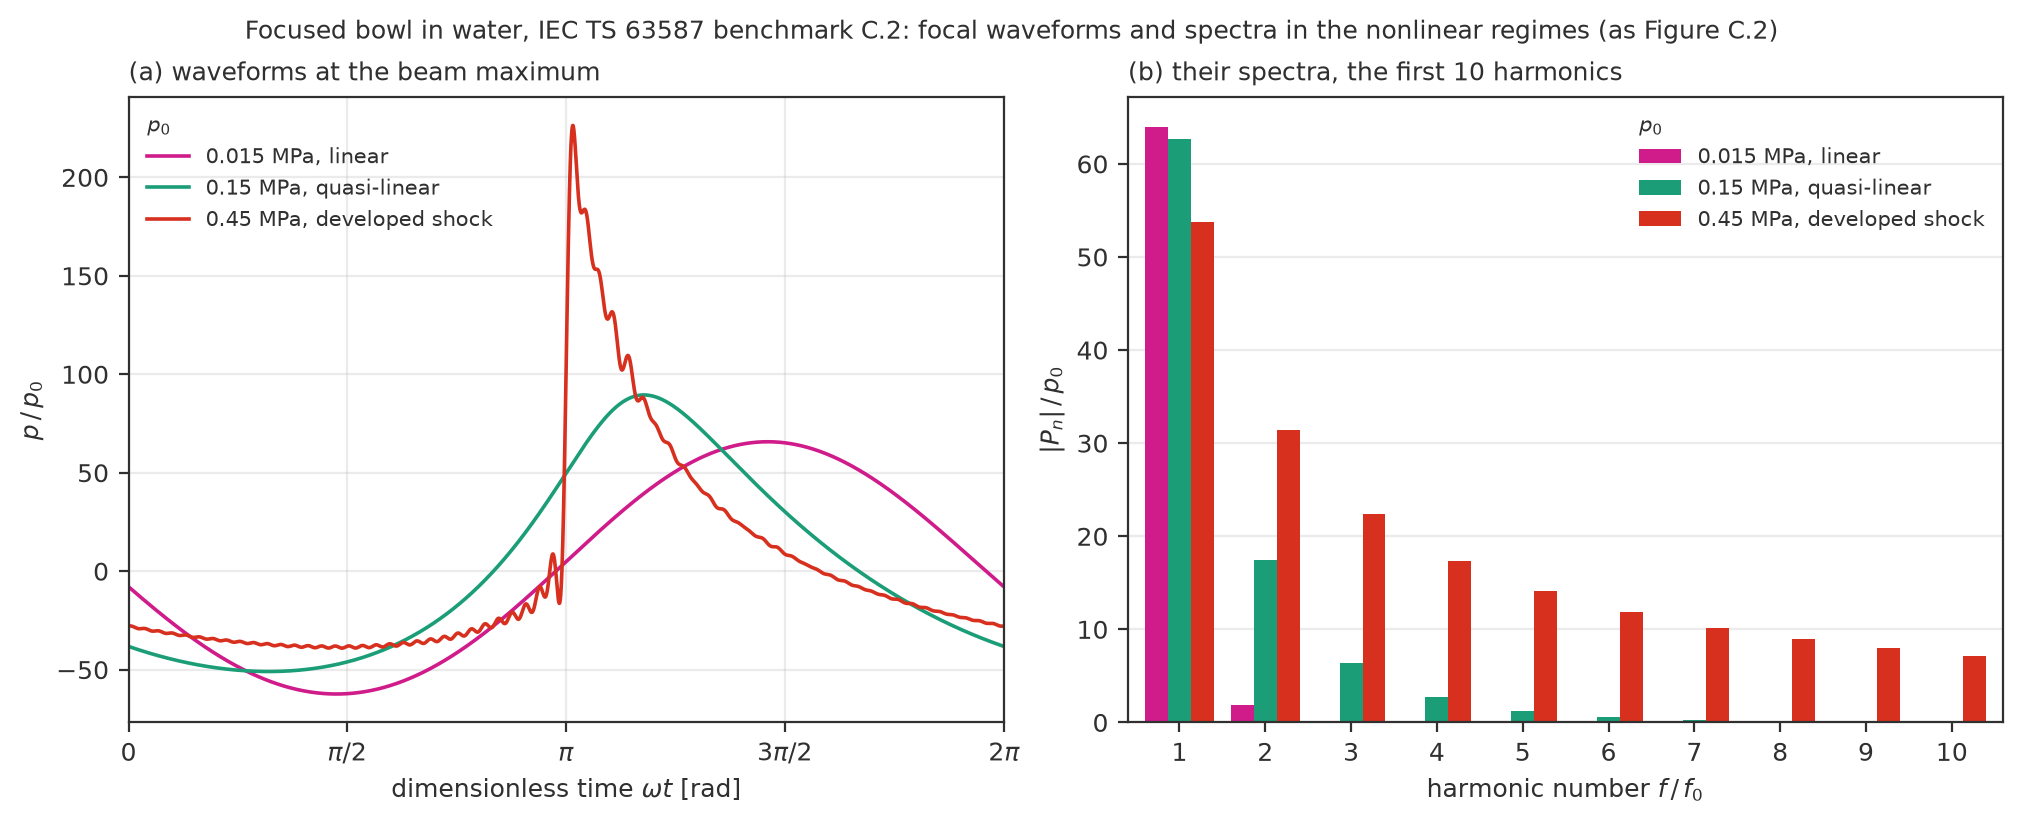 Focused bowl in water, IEC TS 63587 benchmark C.2: focal waveforms and spectra in the nonlinear regimes (as Figure C.2)
(a) waveforms at the beam maximum
p / p₀
200
150
100
50
0
−50
p₀
0.015 MPa, linear
0.15 MPa, quasi-linear
0.45 MPa, developed shock
0 π/2 π 3π/2 2π
dimensionless time ωt [rad]
(b) their spectra, the first 10 harmonics
|Pₙ| / p₀
60
50
40
30
20
10
0
p₀
0.015 MPa, linear
0.15 MPa, quasi-linear
0.45 MPa, developed shock
1 2 3 4 5 6 7 8 9 10
harmonic number f / f₀